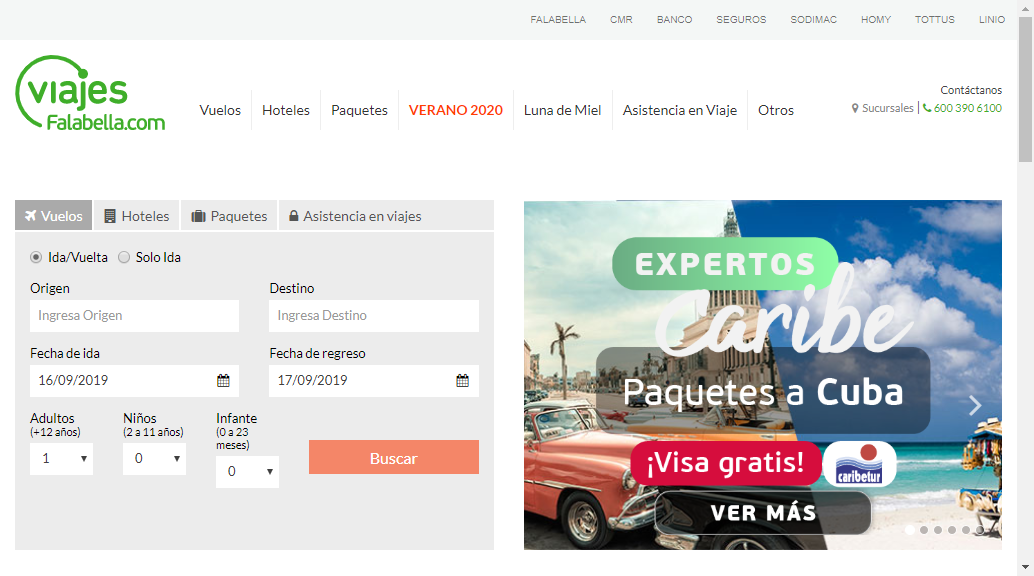 FALABELLA CMR BANCO SEGUROS SODIMAC HOMY TOTTUS LINIO
viajes
Falabella.com
Vuelos Hoteles Paquetes VERANO 2020 Luna de Miel Asistencia en Viaje Otros
Contáctanos
Sucursales | 600 390 6100
Vuelos Hoteles Paquetes Asistencia en viajes
Ida/Vuelta Solo Ida
Origen Destino
Ingresa Origen Ingresa Destino
Fecha de ida Fecha de regreso
16/09/2019 17/09/2019
Adultos Niños Infante
(+12 años) (2 a 11 años) (0 a 23
meses)
1 0 0
Buscar
EXPERTOS
Caribe
Paquetes a Cuba
¡Visa gratis!
caribetur
VER MÁS